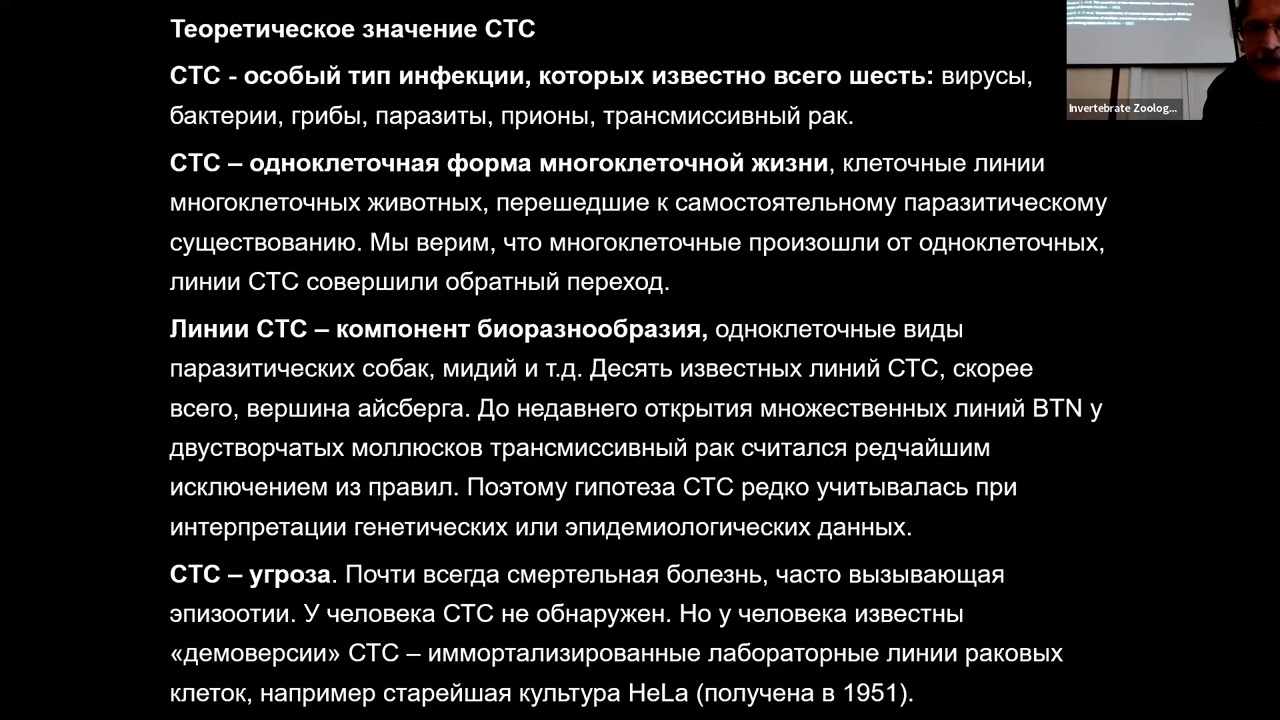 Теоретическое значение СТС
СТС - особый тип инфекции, которых известно всего шесть: вирусы,
бактерии, грибы, паразиты, прионы, трансмиссивный рак.
СТС – одноклеточная форма многоклеточной жизни, клеточные линии
многоклеточных животных, перешедшие к самостоятельному паразитическому
существованию. Мы верим, что многоклеточные произошли от одноклеточных,
линии СТС совершили обратный переход.
Линии СТС – компонент биоразнообразия, одноклеточные виды
паразитических собак, мидий и т.д. Десять известных линий СТС, скорее
всего, вершина айсберга. До недавнего открытия множественных линий BTN у
двустворчатых моллюсков трансмиссивный рак считался редчайшим
исключением из правил. Поэтому гипотеза СТС редко учитывалась при
интерпретации генетических или эпидемиологических данных.
СТС – угроза. Почти всегда смертельная болезнь, часто вызывающая
эпизоотии. У человека СТС не обнаружен. Но у человека известны
«демоверсии» СТС – иммортализированные лабораторные линии раковых
клеток, например старейшая культура HeLa (получена в 1951).
Invertebrate Zoolog...